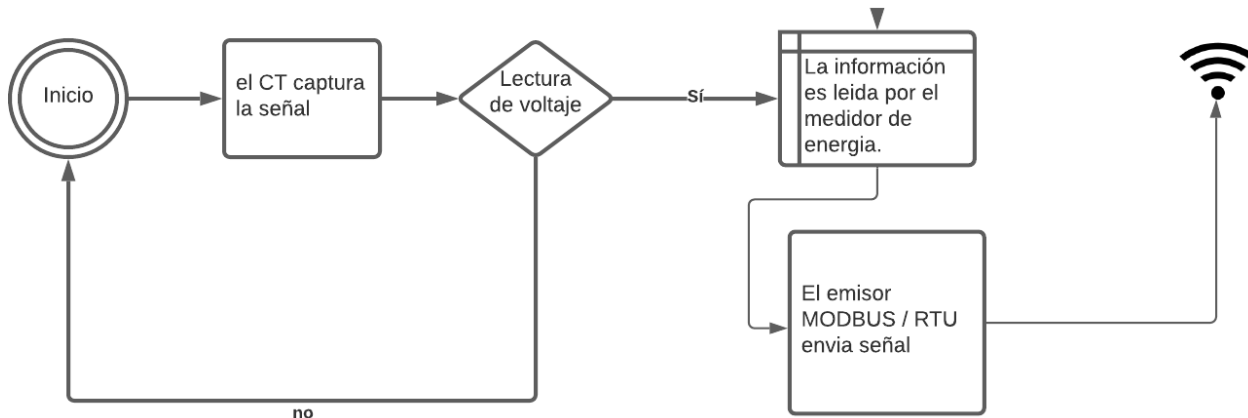 Inicio
el CT captura
la señal
Lectura
de voltaje
Sí
La información
es leida por el
medidor de
energia.
El emisor
MODBUS / RTU
envia señal
no